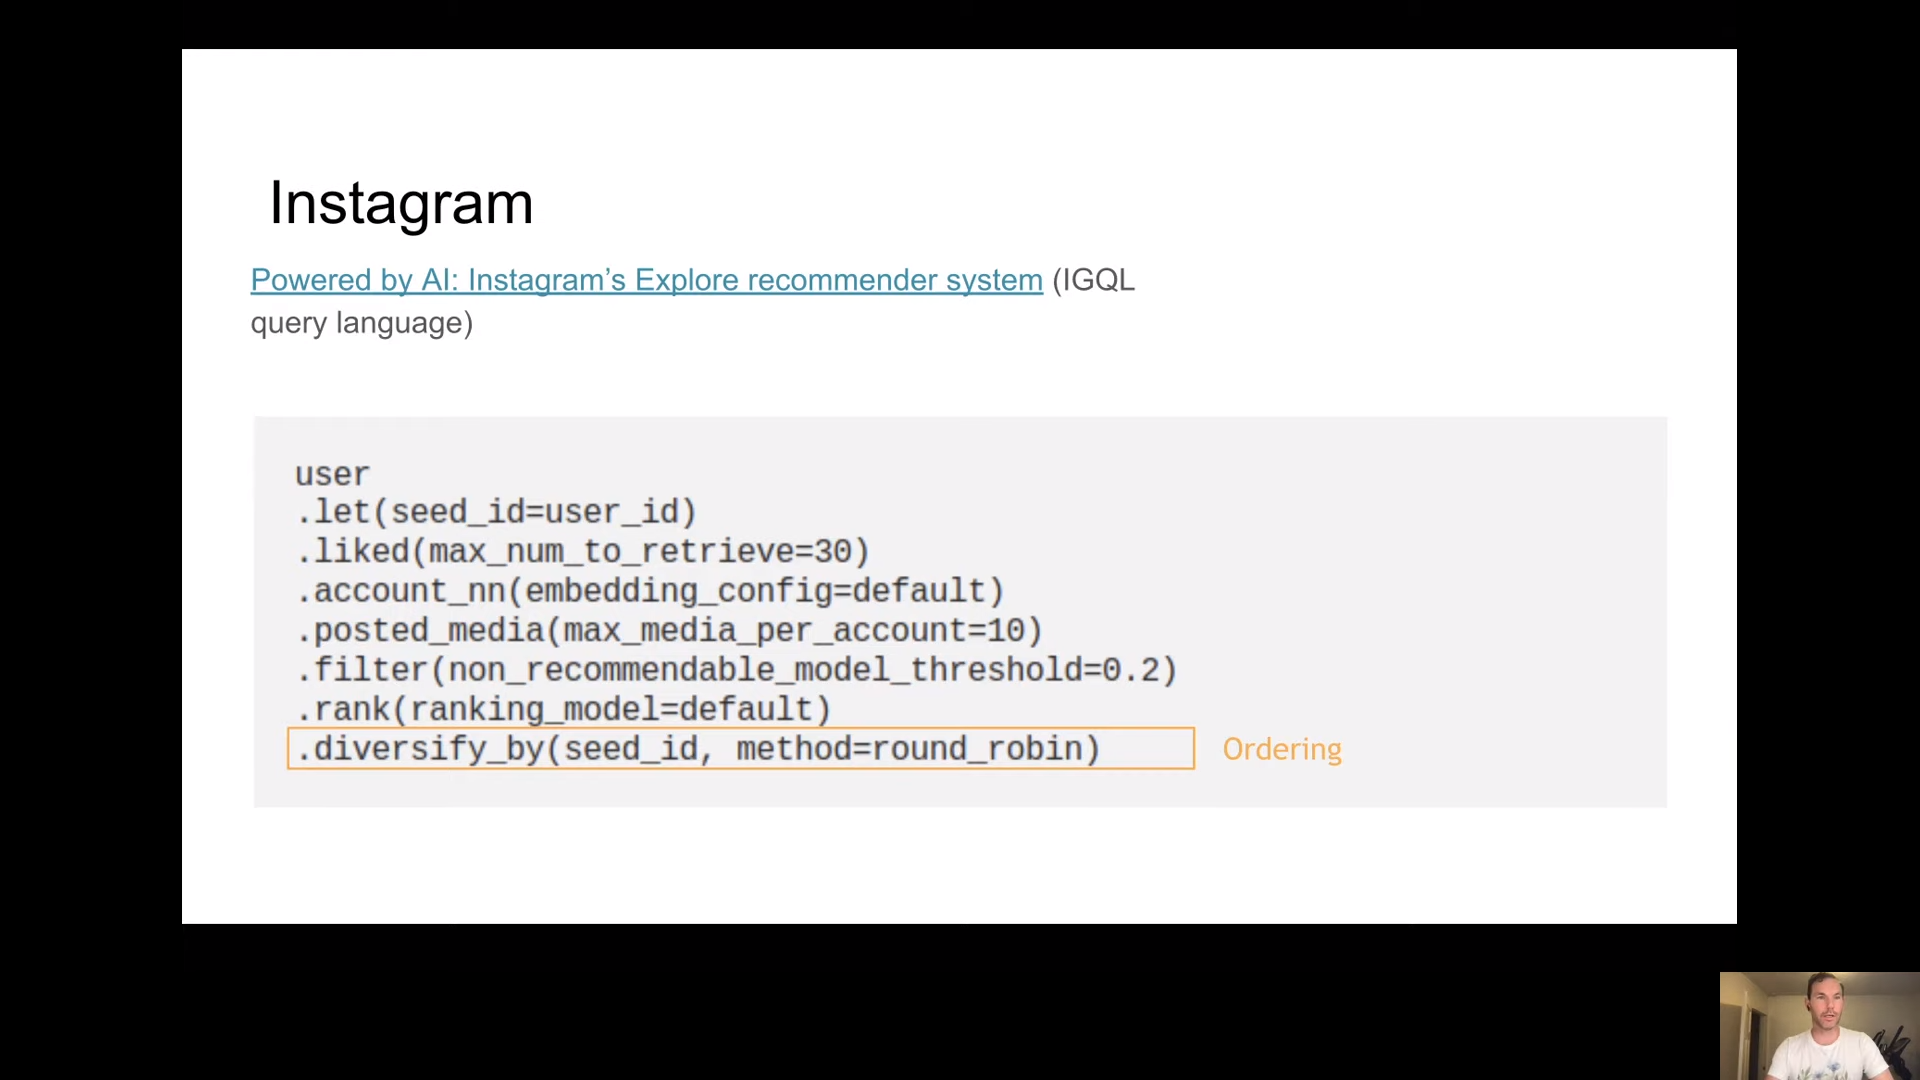 Instagram
Powered by AI: Instagram’s Explore recommender system (IGQL
query language)
user
.let(seed_id=user_id)
.liked(max_num_to_retrieve=30)
.account_nn(embedding_config=default)
.posted_media(max_media_per_account=10)
.filter(non_recommendable_model_threshold=0.2)
.rank(ranking_model=default)
.diversify_by(seed_id, method=round_robin) Ordering